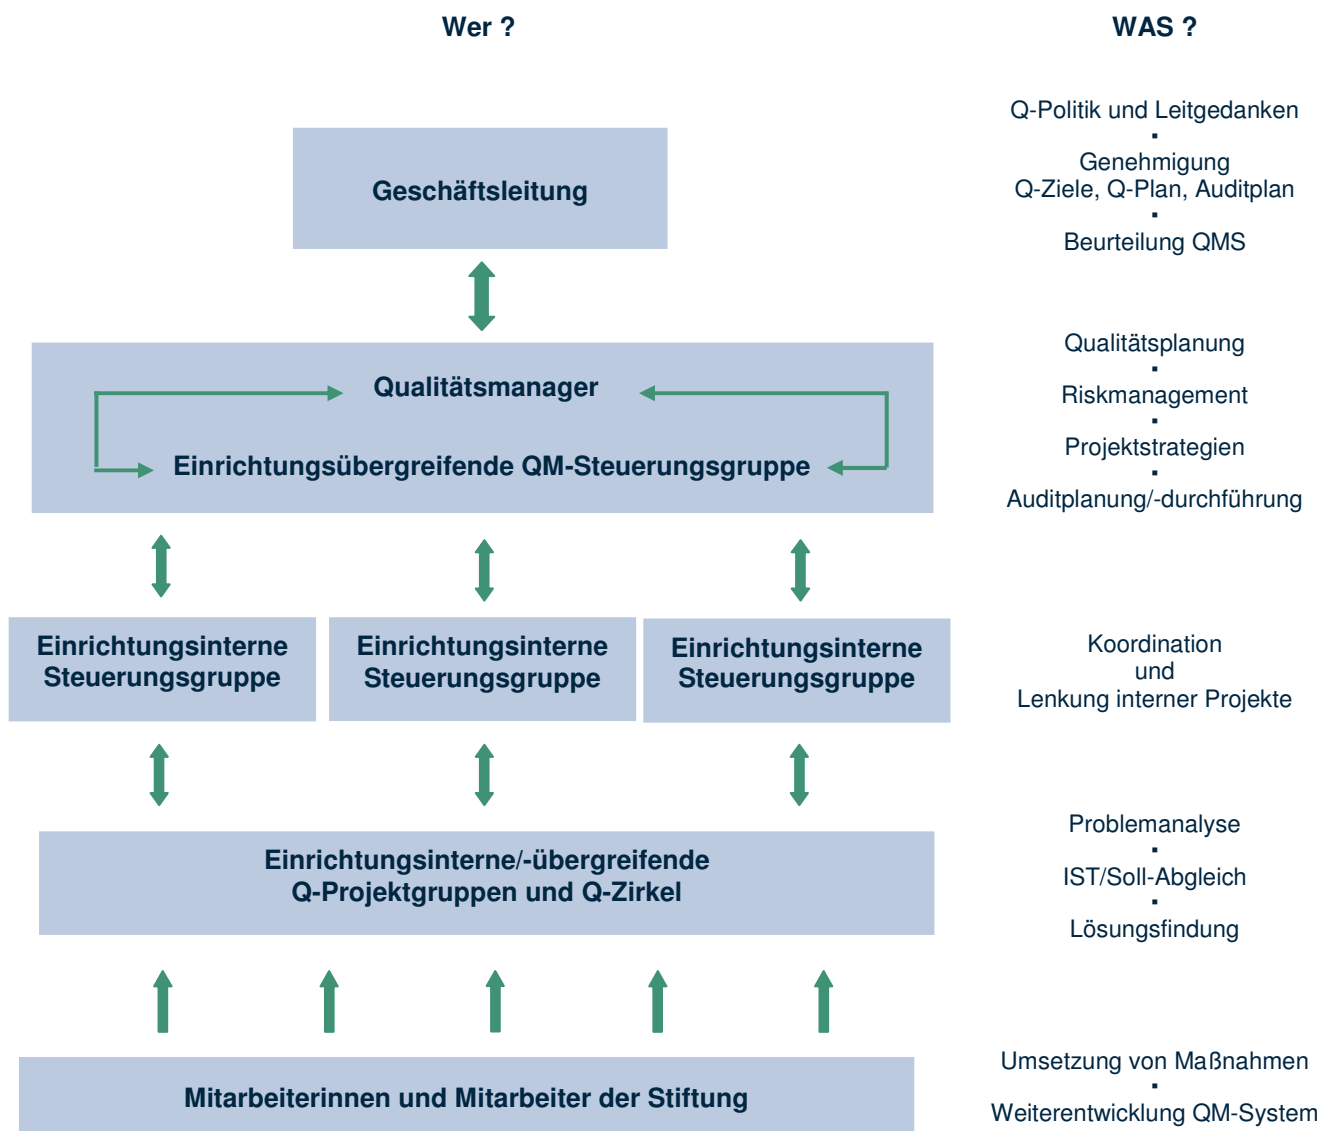 Wer ?
WAS ?
Geschäftsleitung
Q-Politik und Leitgedanken
▪
Genehmigung
Q-Ziele, Q-Plan, Auditplan
▪
Beurteilung QMS
Qualitätsmanager
Einrichtungsübergreifende QM-Steuerungsgruppe
Qualitätsplanung
▪
Riskmanagement
▪
Projektstrategien
▪
Auditplanung/-durchführung
Einrichtungsinterne
Steuerungsgruppe
Einrichtungsinterne
Steuerungsgruppe
Einrichtungsinterne
Steuerungsgruppe
Koordination
und
Lenkung interner Projekte
Einrichtungsinterne/-übergreifende
Q-Projektgruppen und Q-Zirkel
Problemanalyse
▪
IST/Soll-Abgleich
▪
Lösungsfindung
Mitarbeiterinnen und Mitarbeiter der Stiftung
Umsetzung von Maßnahmen
▪
Weiterentwicklung QM-System